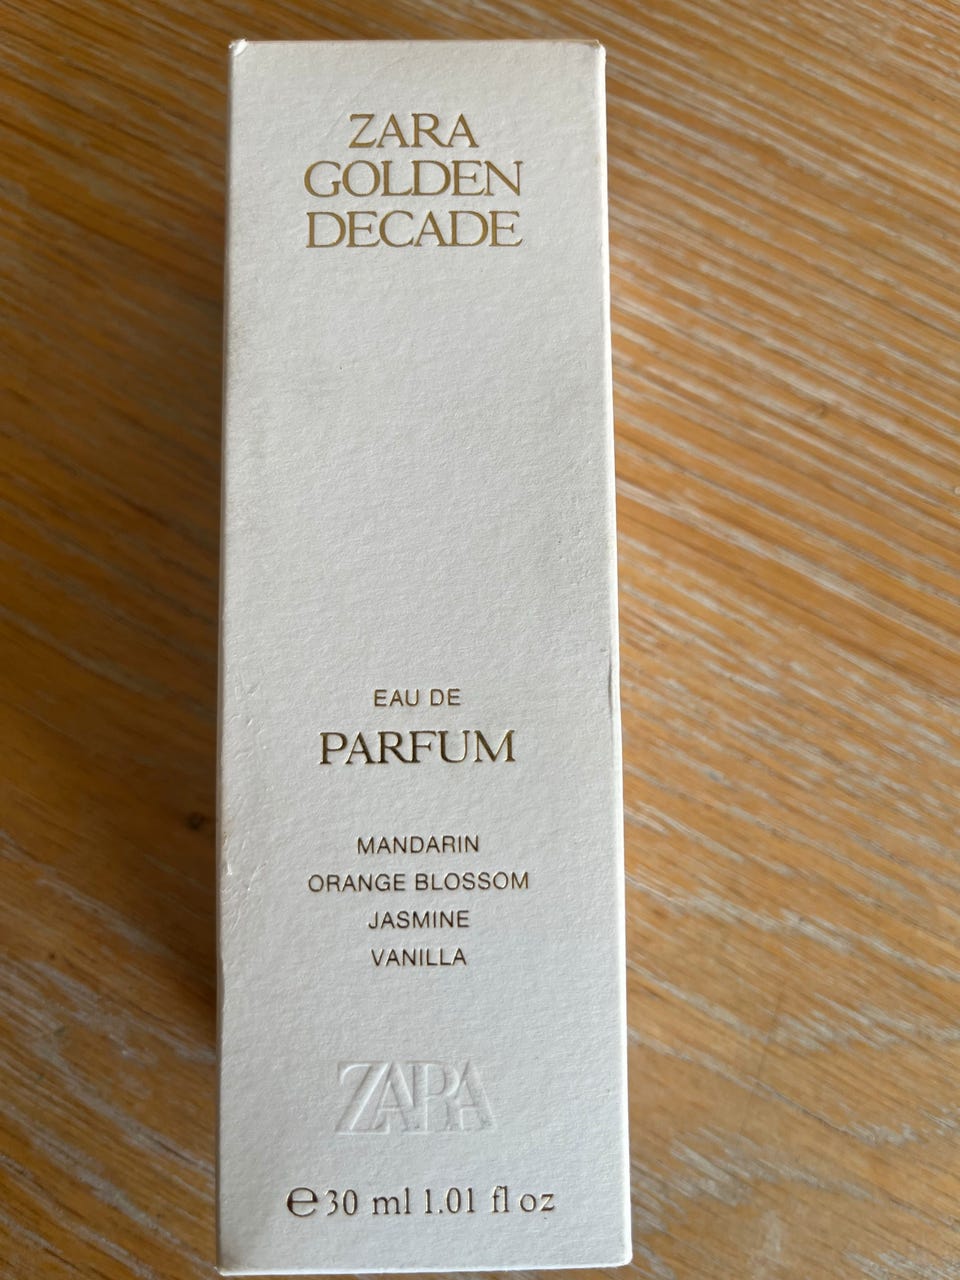 ZARA
GOLDEN
DECADE
EAU DE
PARFUM
MANDARIN
ORANGE BLOSSOM
JASMINE
VANILLA
ZARA
℮30 ml 1.01 fl oz